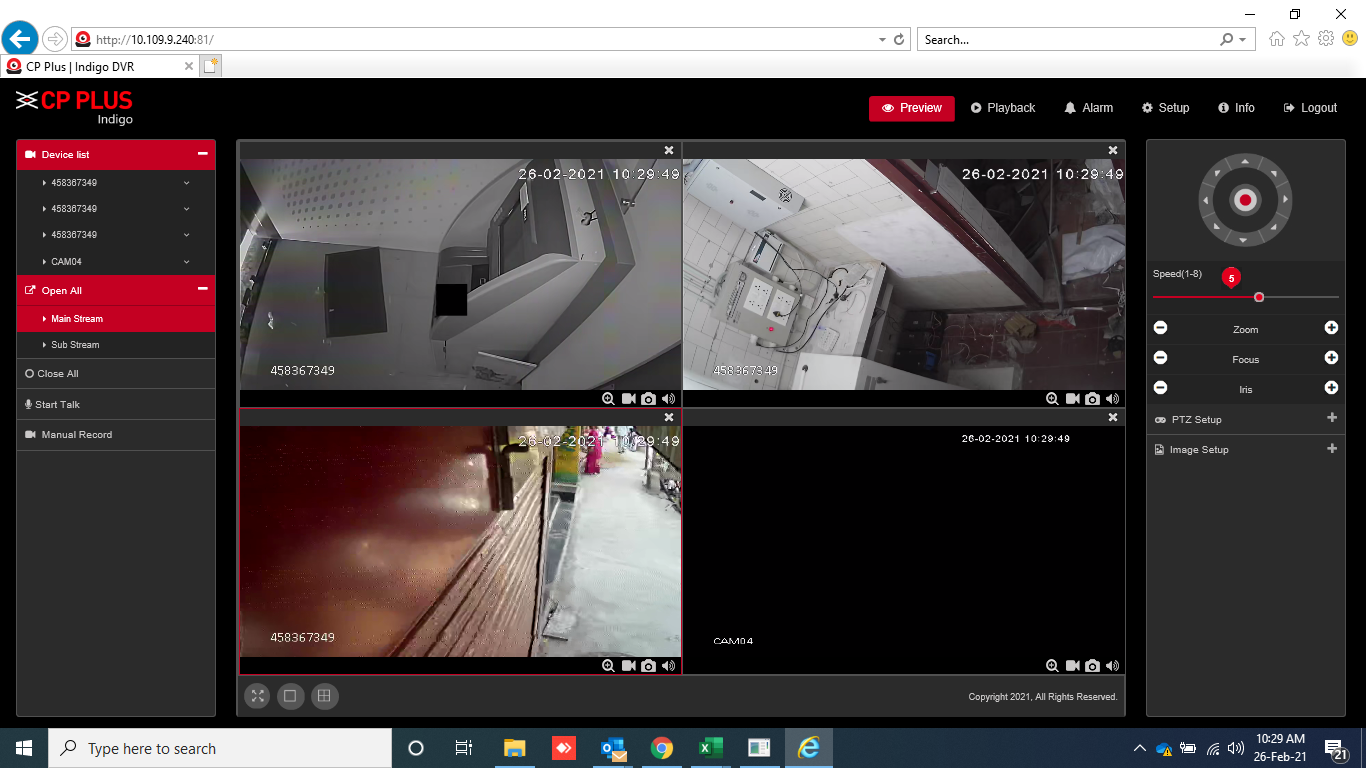 http://10.109.9.240:81/
Search...
CP Plus | Indigo DVR
CP PLUS
Indigo
Preview
Playback
Alarm
Setup
Info
Logout
Device list
458367349
458367349
458367349
CAM04
Open All
Main Stream
Sub Stream
Close All
Start Talk
Manual Record
26-02-2021 10:29:49
458367349
26-02-2021 10:29:49
458367349
26-02-2021 10:29:49
458367349
26-02-2021 10:29:49
CAM04
Copyright 2021, All Rights Reserved.
Speed(1-8)
5
Zoom
Focus
Iris
PTZ Setup
Image Setup
Type here to search
10:29 AM
26-Feb-21
21